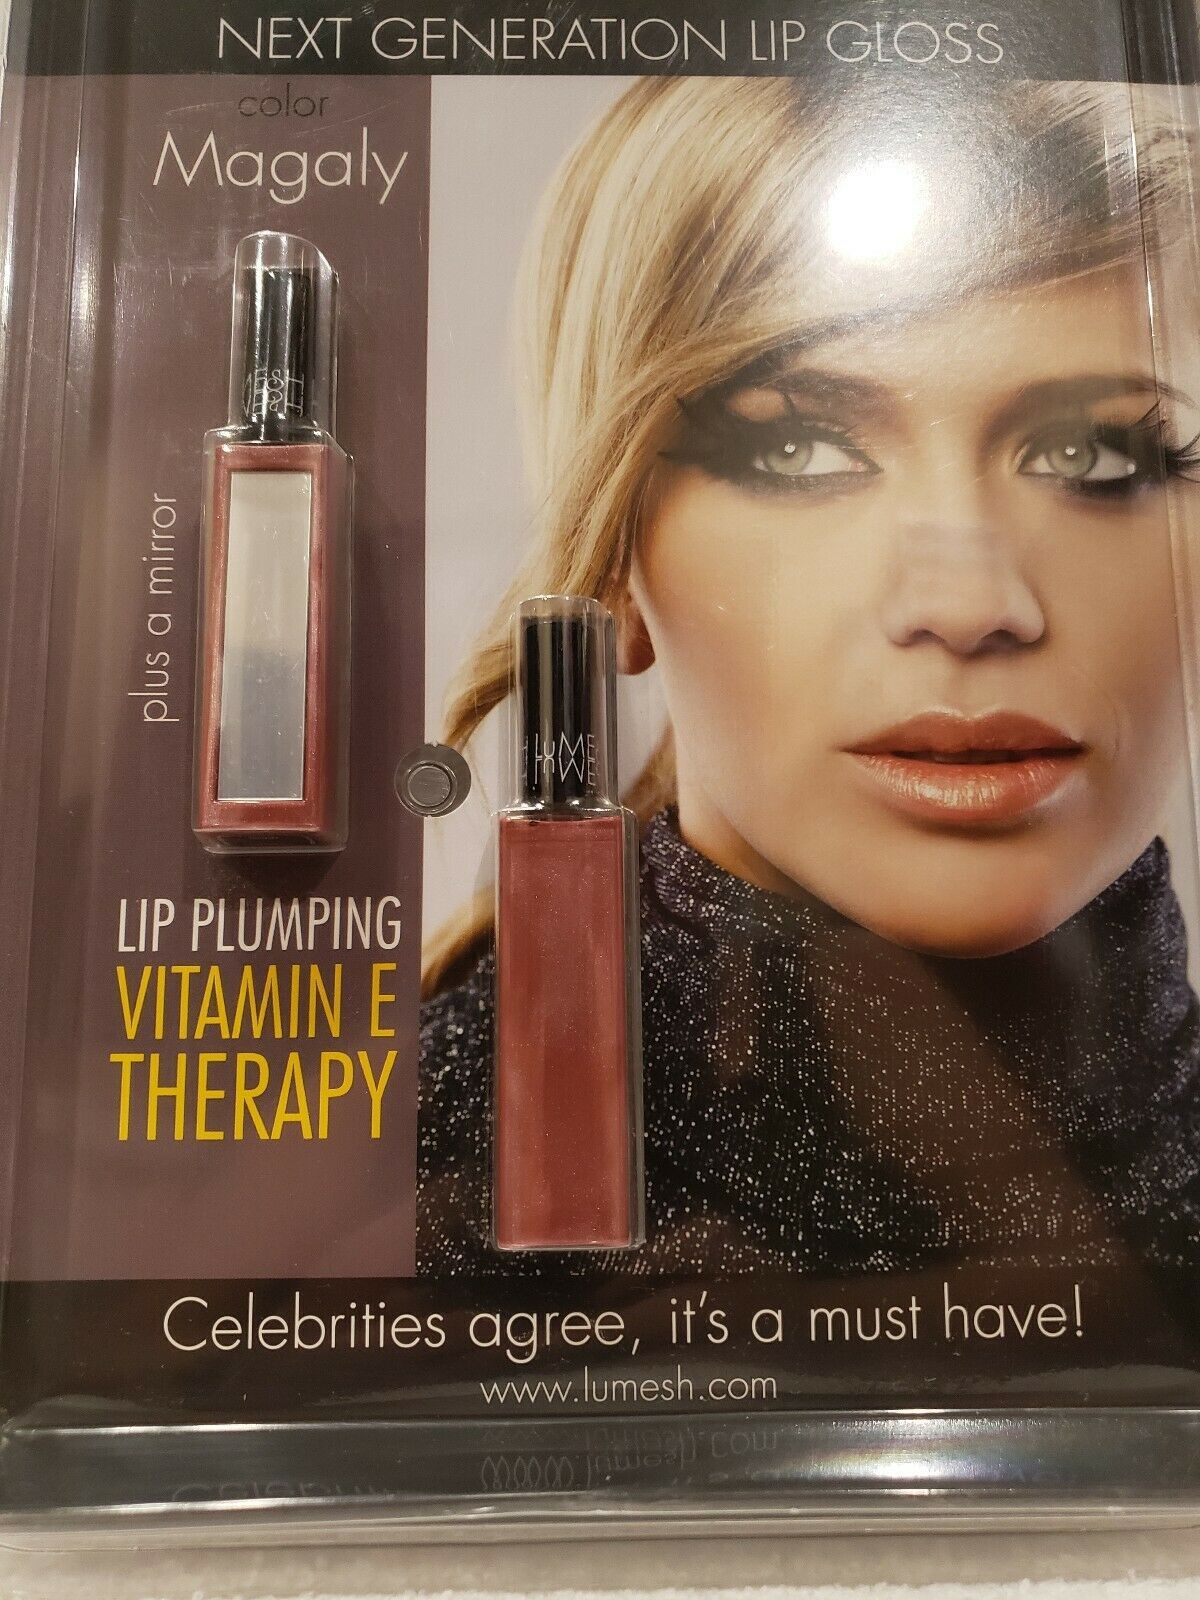 NEXT GENERATION LIP GLOSS
color
Magaly
plus a mirror
LUME
LIP PLUMPING
VITAMIN E
THERAPY
Celebrities agree, it's a must have!
www.lumesh.com